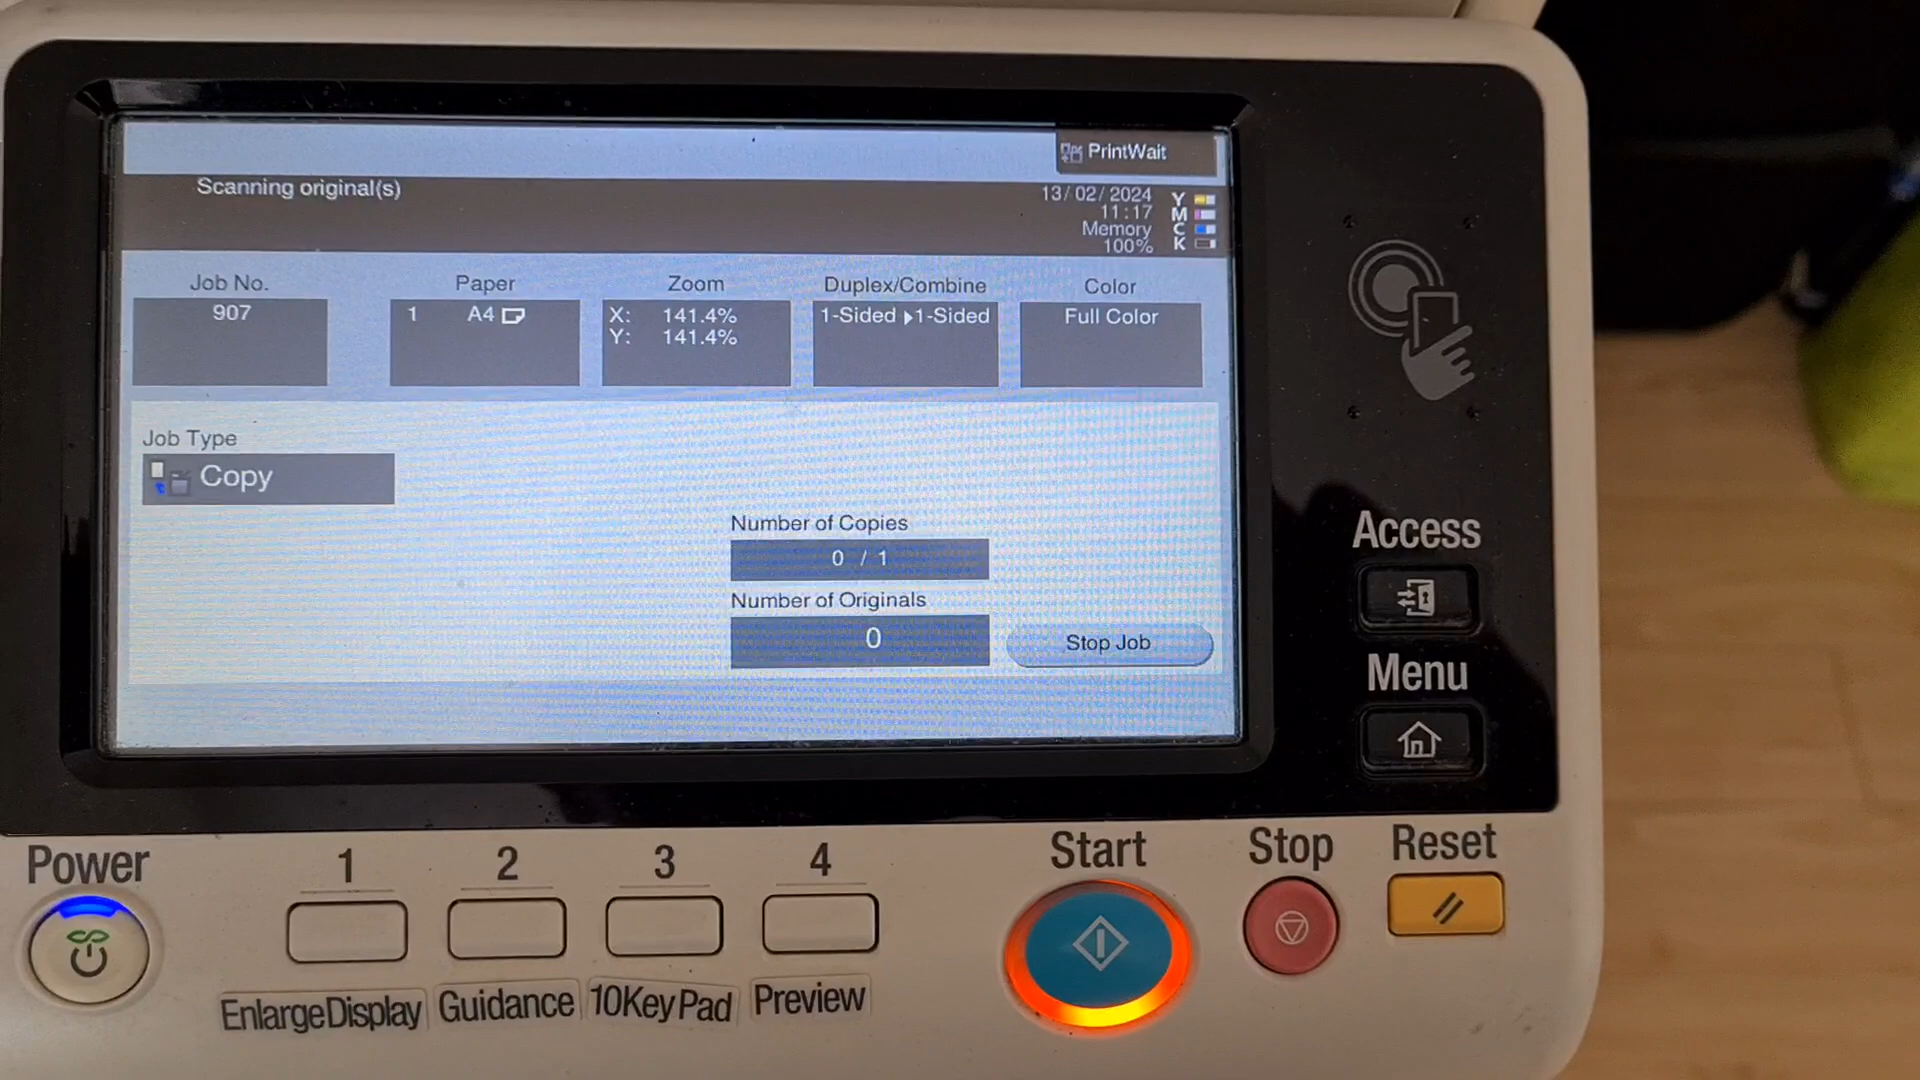 PrintWait
Scanning original(s)
13/02/2024
11:17
Memory
100%
Y
M
C
K
Job No.
907
Paper
1 A4
Zoom
X: 141.4%
Y: 141.4%
Duplex/Combine
1-Sided 1-Sided
Color
Full Color
Job Type
Copy
Number of Copies
0 / 1
Number of Originals
0
Stop Job
Access
Menu
Power
1
2
3
4
Start
Stop
Reset
EnlargeDisplay
Guidance
10KeyPad
Preview